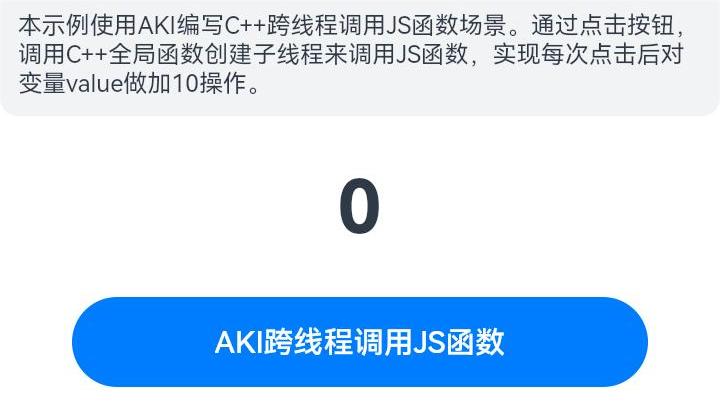 本示例使用AKI编写C++跨线程调用JS函数场景。通过点击按钮，
调用C++全局函数创建子线程来调用JS函数，实现每次点击后对
变量value做加10操作。
0
AKI跨线程调用JS函数